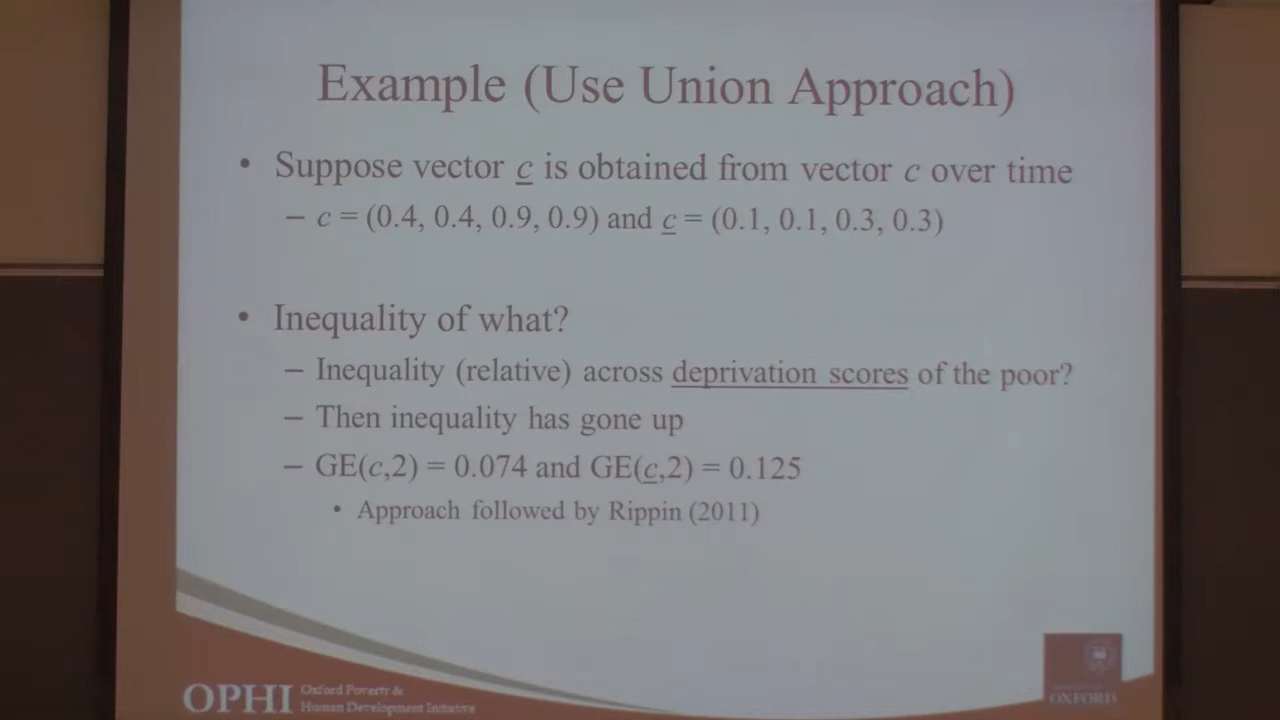 Example (Use Union Approach)
• Suppose vector c is obtained from vector c over time
– c = (0.4, 0.4, 0.9, 0.9) and c = (0.1, 0.1, 0.3, 0.3)
• Inequality of what?
– Inequality (relative) across deprivation scores of the poor?
– Then inequality has gone up
– GE(c,2) = 0.074 and GE(c,2) = 0.125
• Approach followed by Rippin (2011)
OPHI
Oxford Poverty &
Human Development Initiative
OXFORD